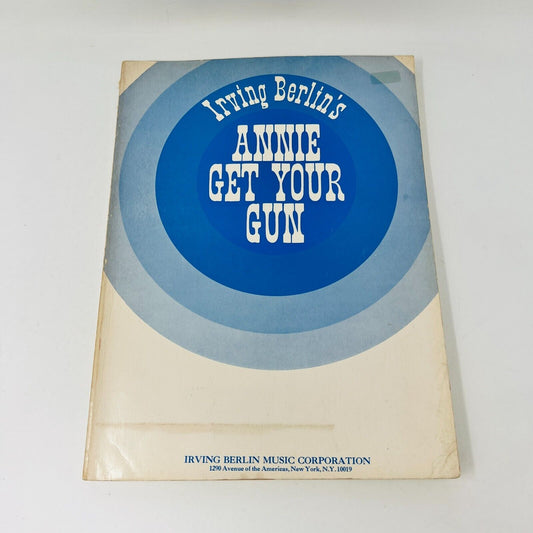 Irving Berlin's
ANNIE
GET YOUR
GUN
IRVING BERLIN MUSIC CORPORATION
1290 Avenue of the Americas, New York, N.Y. 10019